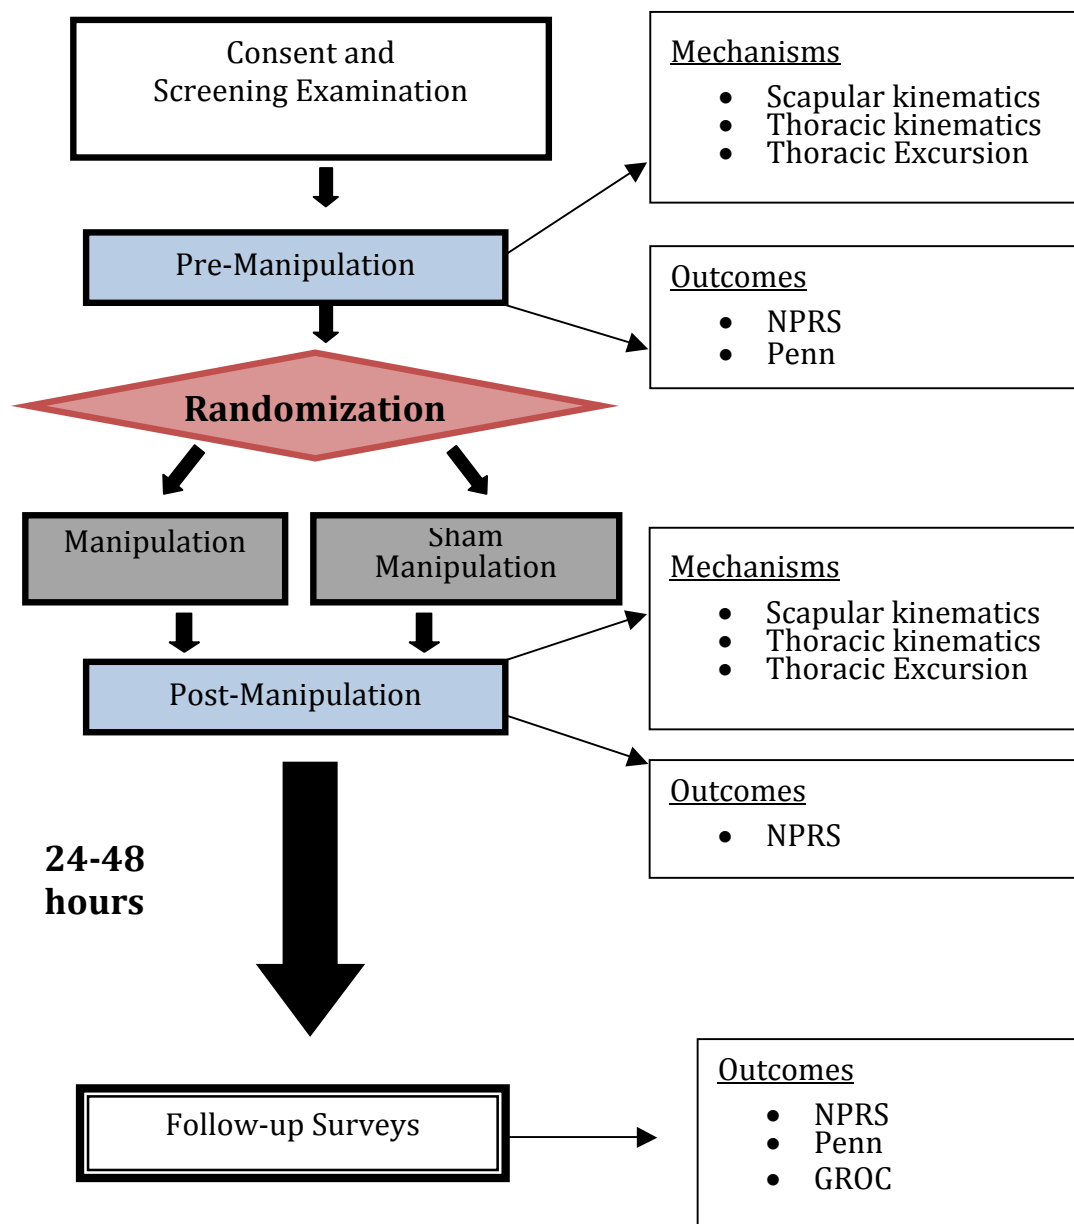 Consent and
Screening Examination
Mechanisms
• Scapular kinematics
• Thoracic kinematics
• Thoracic Excursion
Pre-Manipulation
Outcomes
• NPRS
• Penn
Randomization
Manipulation
Sham
Manipulation
Mechanisms
• Scapular kinematics
• Thoracic kinematics
• Thoracic Excursion
Post-Manipulation
Outcomes
• NPRS
24-48
hours
Follow-up Surveys
Outcomes
• NPRS
• Penn
• GROC